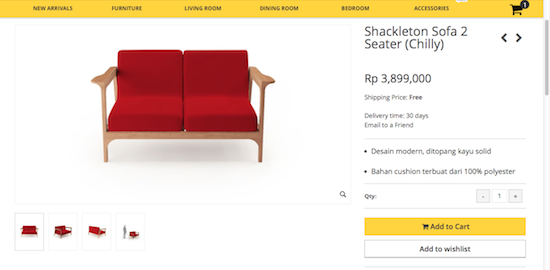 NEW ARRIVALS FURNITURE LIVING ROOM DINING ROOM BEDROOM ACCESSORIES 1
Shackleton Sofa 2
Seater (Chilly)
Rp 3,899,000
Shipping Price: Free
Delivery time: 30 days
Email to a Friend
Desain modern, ditopang kayu solid
Bahan cushion terbuat dari 100% polyester
Qty: - 1 +
Add to Cart
Add to wishlist